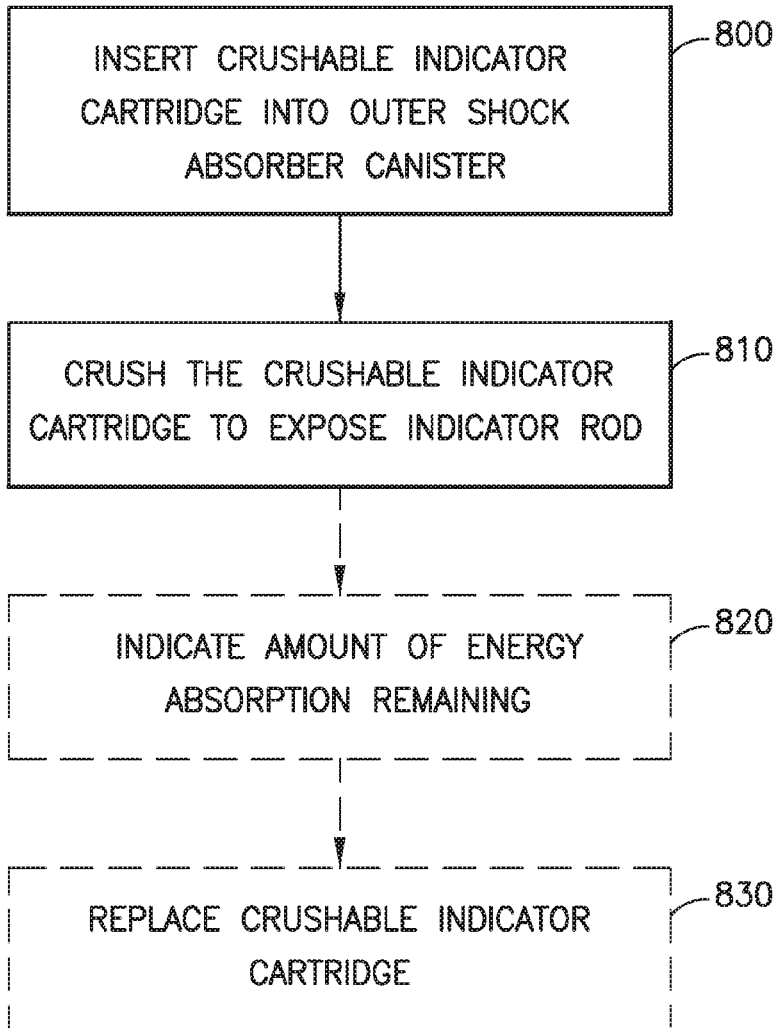 INSERT CRUSHABLE INDICATOR
CARTRIDGE INTO OUTER SHOCK
ABSORBER CANISTER
800
CRUSH THE CRUSHABLE INDICATOR
CARTRIDGE TO EXPOSE INDICATOR ROD
810
INDICATE AMOUNT OF ENERGY
ABSORPTION REMAINING
820
REPLACE CRUSHABLE INDICATOR
CARTRIDGE
830